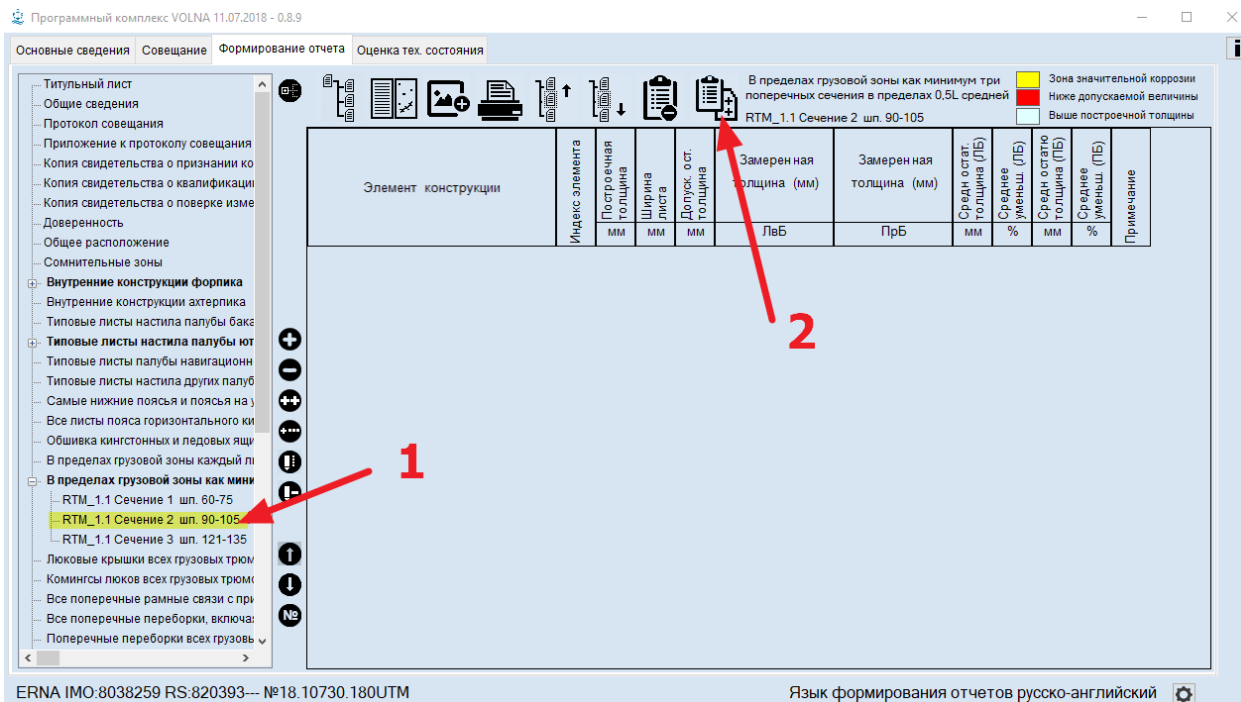 Программный комплекс VOLNA 11.07.2018 - 0.8.9
Основные сведения
Совещание
Формирование отчета
Оценка тех. состояния
Титульный лист
Общие сведения
Протокол совещания
Приложение к протоколу совещания
Копия свидетельства о признании ко
Копия свидетельства о квалификаци
Копия свидетельства о поверке изме
Доверенность
Общее расположение
Сомнительные зоны
Внутренние конструкции форпика
Внутренние конструкции ахтерпика
Типовые листы настила палубы бака
Типовые листы настила палубы ют
Типовые листы палубы навигационн
Типовые листы настила других палуб
Самые нижние поясья и поясья на у
Все листы пояса горизонтального ки
Обшивка кингстонных и ледовых ящи
В пределах грузовой зоны каждый ли
В пределах грузовой зоны как мини
RTM_1.1 Сечение 1 шп. 60-75
RTM_1.1 Сечение 2 шп. 90-105
RTM_1.1 Сечение 3 шп. 121-135
Люковые крышки всех грузовых трюм
Комингсы люков всех грузовых трюмо
Все поперечные рамные связи с при
Все поперечные переборки, включа
Поперечные переборки всех грузовь
№
В пределах грузовой зоны как минимум три
поперечных сечения в пределах 0,5L средней
RTM_1.1 Сечение 2 шп. 90-105
Зона значительной коррозии
Ниже допускаемой величины
Выше построечной толщины
Элемент конструкции
Индекс элемента
Построечная
толщина
мм
Ширина
листа
мм
Допуск. ост.
толщина
мм
Замеренная
толщина (мм)
ЛвБ
Замеренная
толщина (мм)
ПрБ
Средн остат.
толщина (ЛБ)
мм
Среднее
уменьш. (ЛБ)
%
Средн остатю
толщина (ПБ)
мм
Среднее
уменьш. (ПБ)
%
Примечание
1
2
ERNA IMO:8038259 RS:820393--- №18.10730.180UTM
Язык формирования отчетов русско-английский